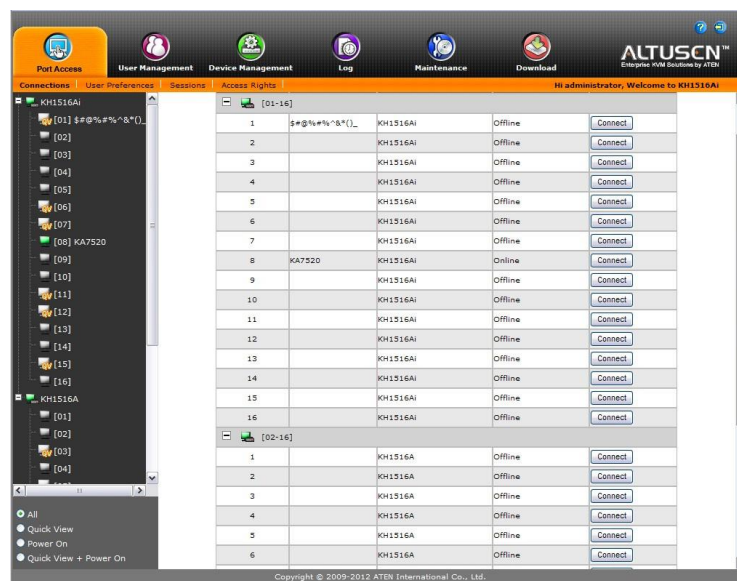 ALTUSEN™
Enterprise KVM Solutions by ATEN
Port Access
User Management
Device Management
Log
Maintenance
Download
Connections
User Preferences
Sessions
Access Rights
Hi administrator, Welcome to KH1516Ai
KH1516Ai
[01] $#@%#%^&*()_
[02]
[03]
[04]
[05]
[06]
[07]
[08] KA7520
[09]
[10]
[11]
[12]
[13]
[14]
[15]
[16]
KH1516A
[01]
[02]
[03]
[04]
All
Quick View
Power On
Quick View + Power On
[01-16]
1 $#@%#%^&*()_ KH1516Ai Offline Connect
2 KH1516Ai Offline Connect
3 KH1516Ai Offline Connect
4 KH1516Ai Offline Connect
5 KH1516Ai Offline Connect
6 KH1516Ai Offline Connect
7 KH1516Ai Offline Connect
8 KA7520 KH1516Ai Online Connect
9 KH1516Ai Offline Connect
10 KH1516Ai Offline Connect
11 KH1516Ai Offline Connect
12 KH1516Ai Offline Connect
13 KH1516Ai Offline Connect
14 KH1516Ai Offline Connect
15 KH1516Ai Offline Connect
16 KH1516Ai Offline Connect
[02-16]
1 KH1516A Offline Connect
2 KH1516A Offline Connect
3 KH1516A Offline Connect
4 KH1516A Offline Connect
5 KH1516A Offline Connect
6 KH1516A Offline Connect
Copyright © 2009-2012 ATEN International Co., Ltd.